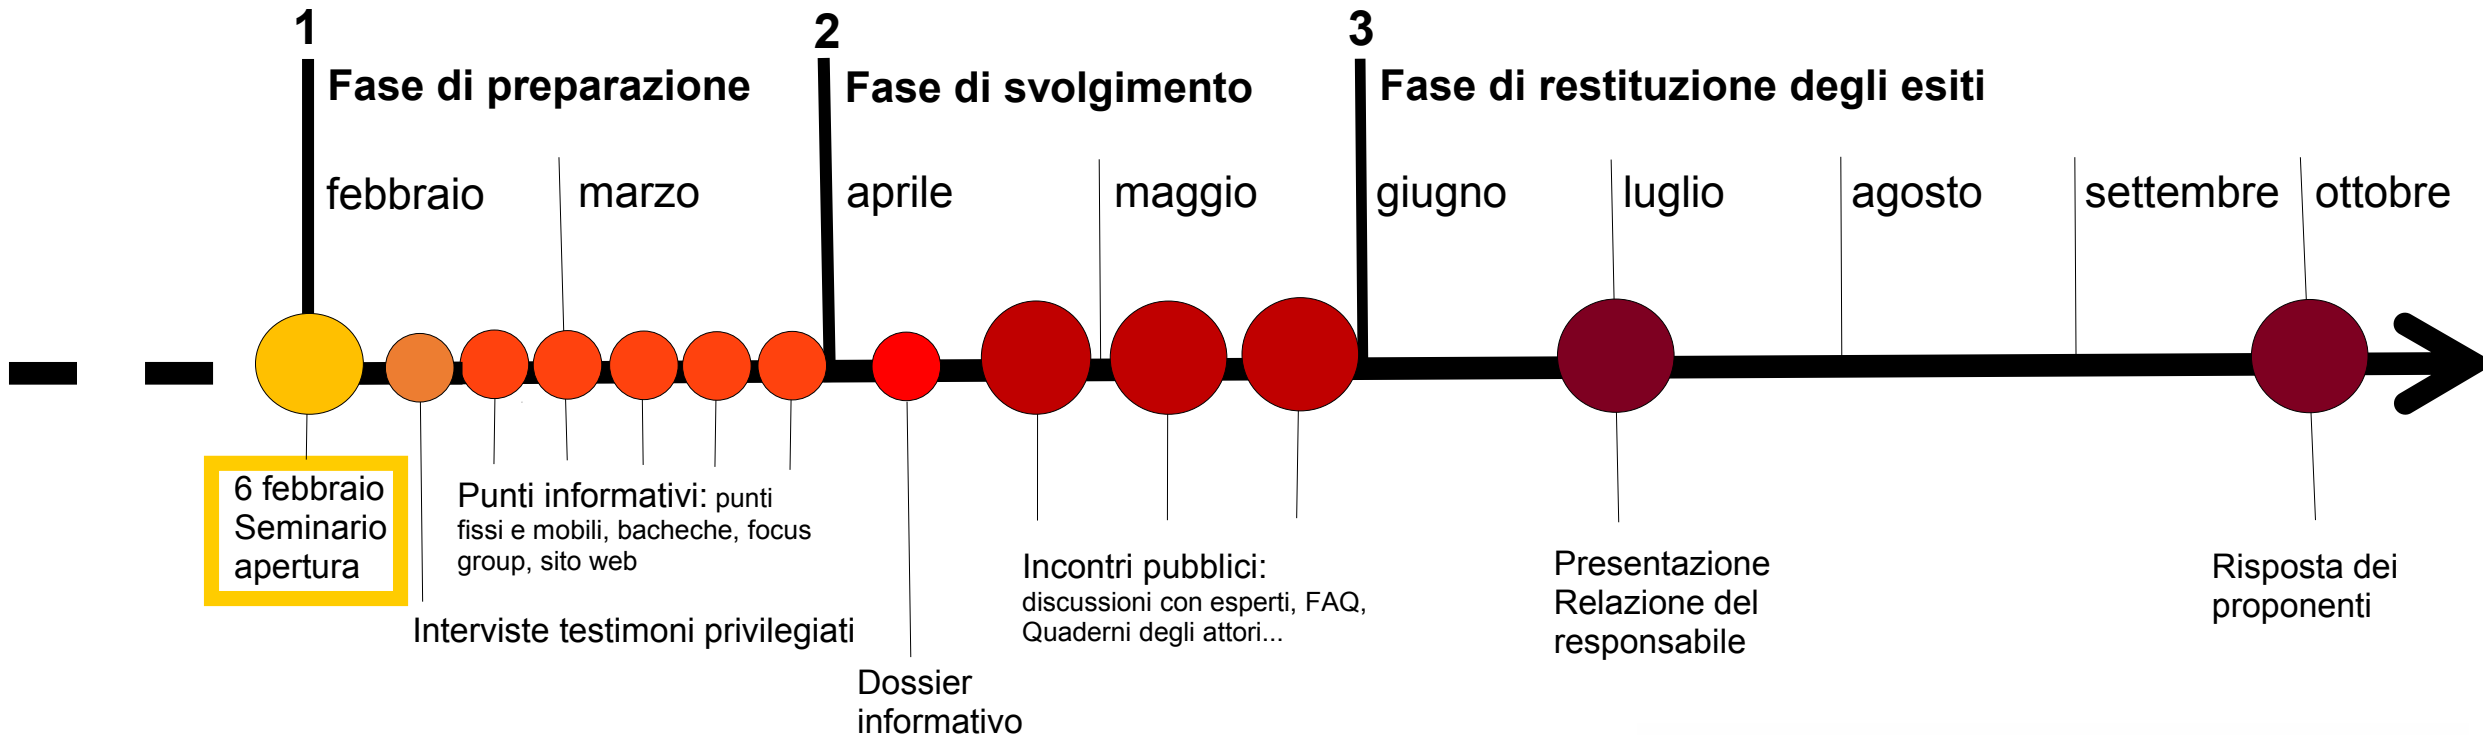 1
2
3
Fase di preparazione
Fase di svolgimento
Fase di restituzione degli esiti
febbraio
marzo
aprile
maggio
giugno
luglio
agosto
settembre
ottobre
6 febbraio
Seminario
apertura
Punti informativi: punti
fissi e mobili, bacheche, focus
group, sito web
Interviste testimoni privilegiati
Dossier
informativo
Incontri pubblici:
discussioni con esperti, FAQ,
Quaderni degli attori...
Presentazione
Relazione del
responsabile
Risposta dei
proponenti